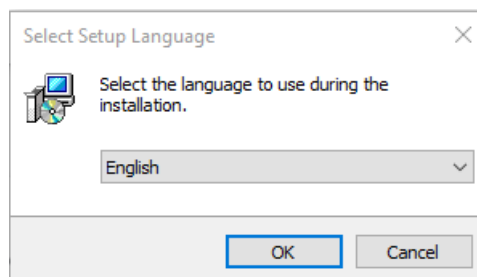 Select Setup Language
Select the language to use during the
installation.
English
OK
Cancel